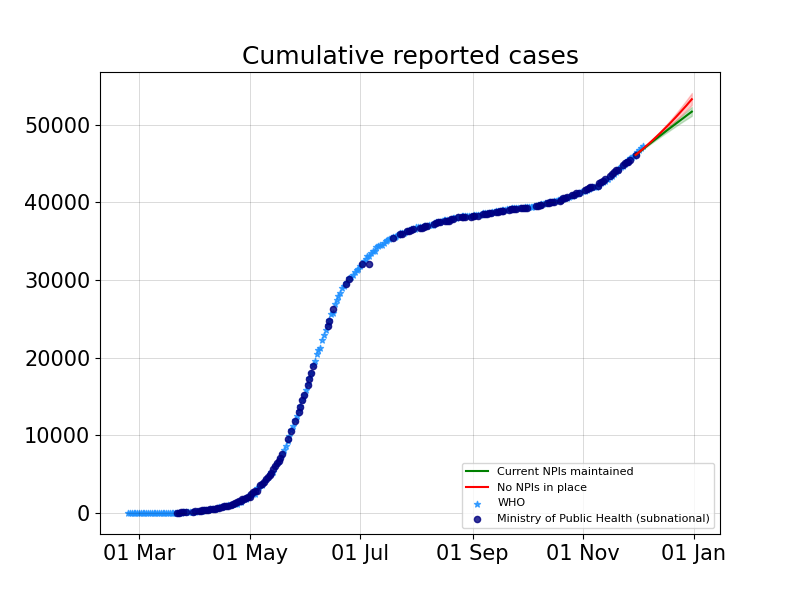 Cumulative reported cases
50000
40000
30000
20000
10000
0
01 Mar
01 May
01 Jul
01 Sep
01 Nov
01 Jan
Current NPIs maintained
No NPIs in place
WHO
Ministry of Public Health (subnational)